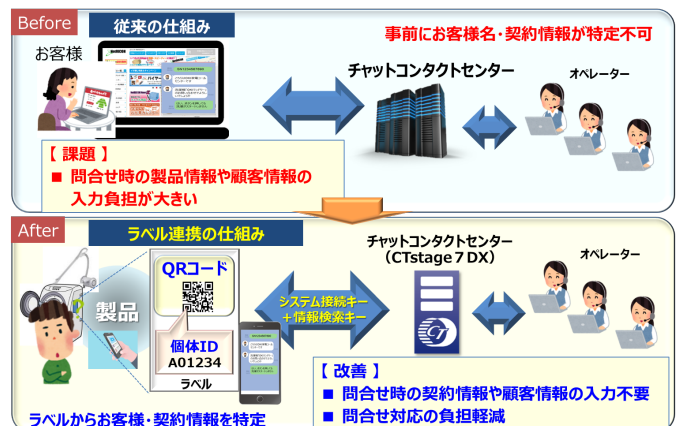 Before
従来の仕組み
事前にお客様名・契約情報が特定不可
お客様
チャットコンタクトセンター
オペレーター
【 課題 】
■ 問合せ時の製品情報や顧客情報の
入力負担が大きい
After
ラベル連携の仕組み
チャットコンタクトセンター
（CTstage７DX）
オペレーター
QRコード
製品
システム接続キー
＋情報検索キー
個体ID
A01234
ラベル
CT
ラベルからお客様・契約情報を特定
【 改善 】
■ 問合せ時の契約情報や顧客情報の入力不要
■ 問合せ対応の負担軽減